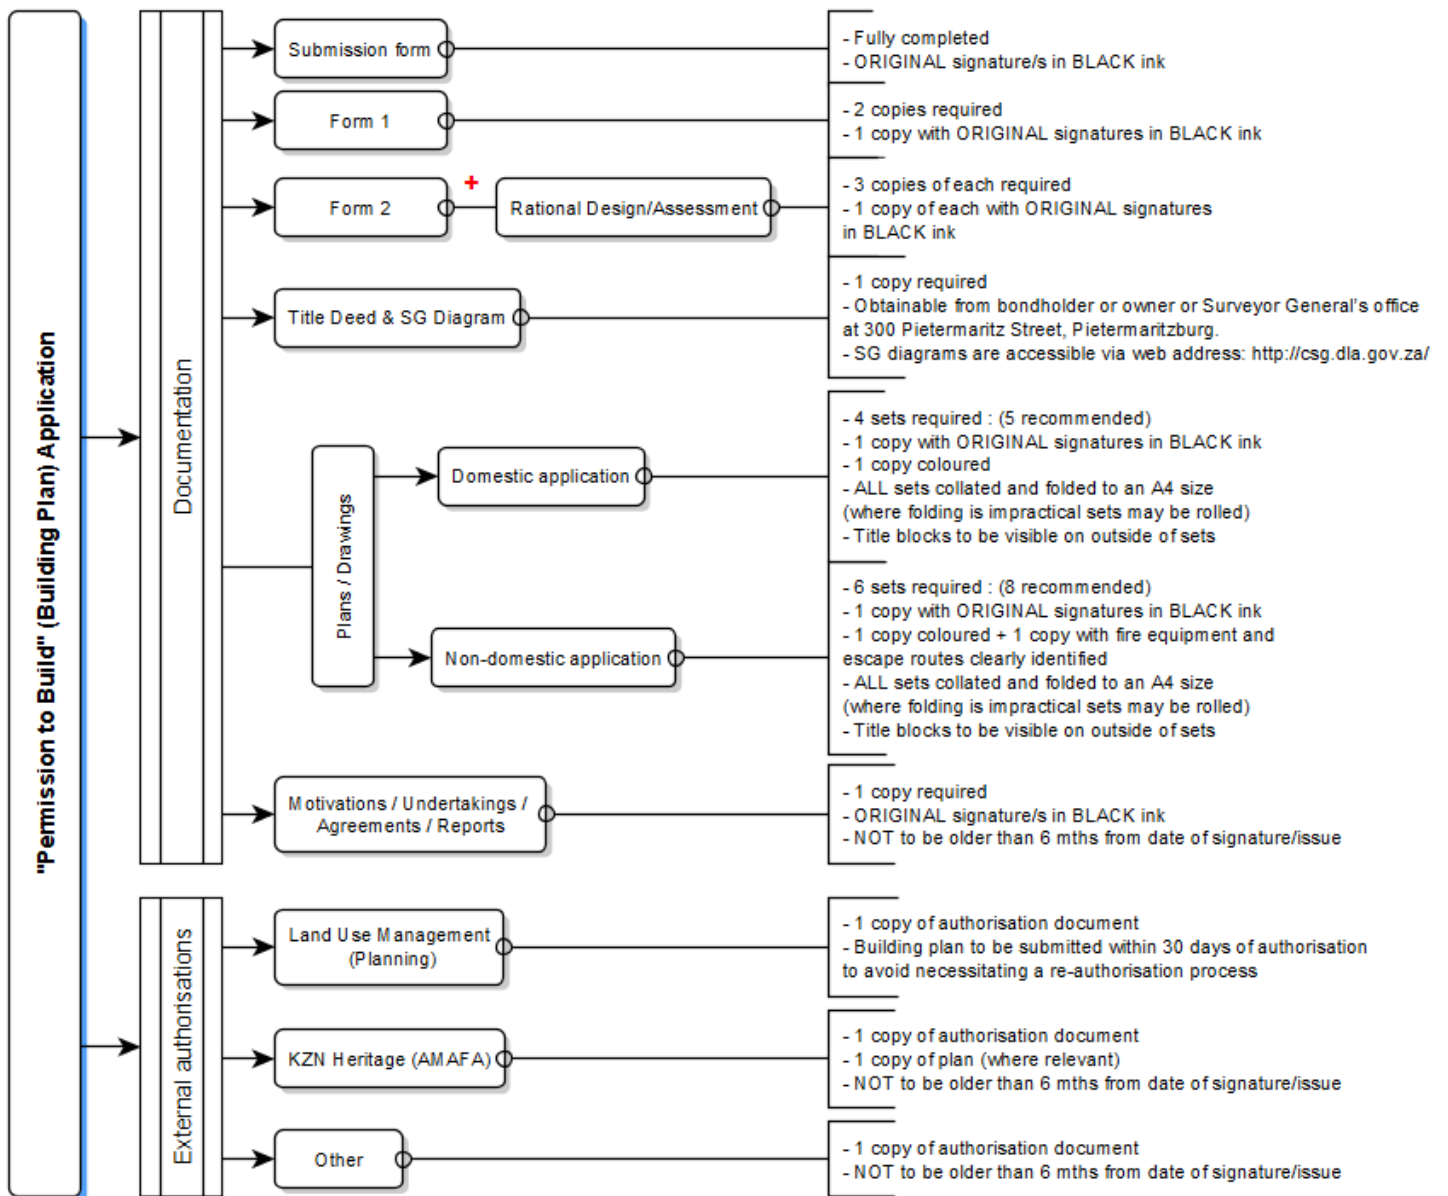 "Permission to Build" (Building Plan) Application
Documentation
Submission form
- Fully completed
- ORIGINAL signature/s in BLACK ink
Form 1
- 2 copies required
- 1 copy with ORIGINAL signatures in BLACK ink
Form 2
+
Rational Design/Assessment
- 3 copies of each required
- 1 copy of each with ORIGINAL signatures
in BLACK ink
Title Deed & SG Diagram
- 1 copy required
- Obtainable from bondholder or owner or Surveyor General's office
at 300 Pietermaritz Street, Pietermaritzburg.
- SG diagrams are accessible via web address: http://csg.dla.gov.za/
Plans / Drawings
Domestic application
- 4 sets required : (5 recommended)
- 1 copy with ORIGINAL signatures in BLACK ink
- 1 copy coloured
- ALL sets collated and folded to an A4 size
(where folding is impractical sets may be rolled)
- Title blocks to be visible on outside of sets
Non-domestic application
- 6 sets required : (8 recommended)
- 1 copy with ORIGINAL signatures in BLACK ink
- 1 copy coloured + 1 copy with fire equipment and
escape routes clearly identified
- ALL sets collated and folded to an A4 size
(where folding is impractical sets may be rolled)
- Title blocks to be visible on outside of sets
Motivations / Undertakings /
Agreements / Reports
- 1 copy required
- ORIGINAL signature/s in BLACK ink
- NOT to be older than 6 mths from date of signature/issue
External authorisations
Land Use Management
(Planning)
- 1 copy of authorisation document
- Building plan to be submitted within 30 days of authorisation
to avoid necessitating a re-authorisation process
KZN Heritage (AMAFA)
- 1 copy of authorisation document
- 1 copy of plan (where relevant)
- NOT to be older than 6 mths from date of signature/issue
Other
- 1 copy of authorisation document
- NOT to be older than 6 mths from date of signature/issue